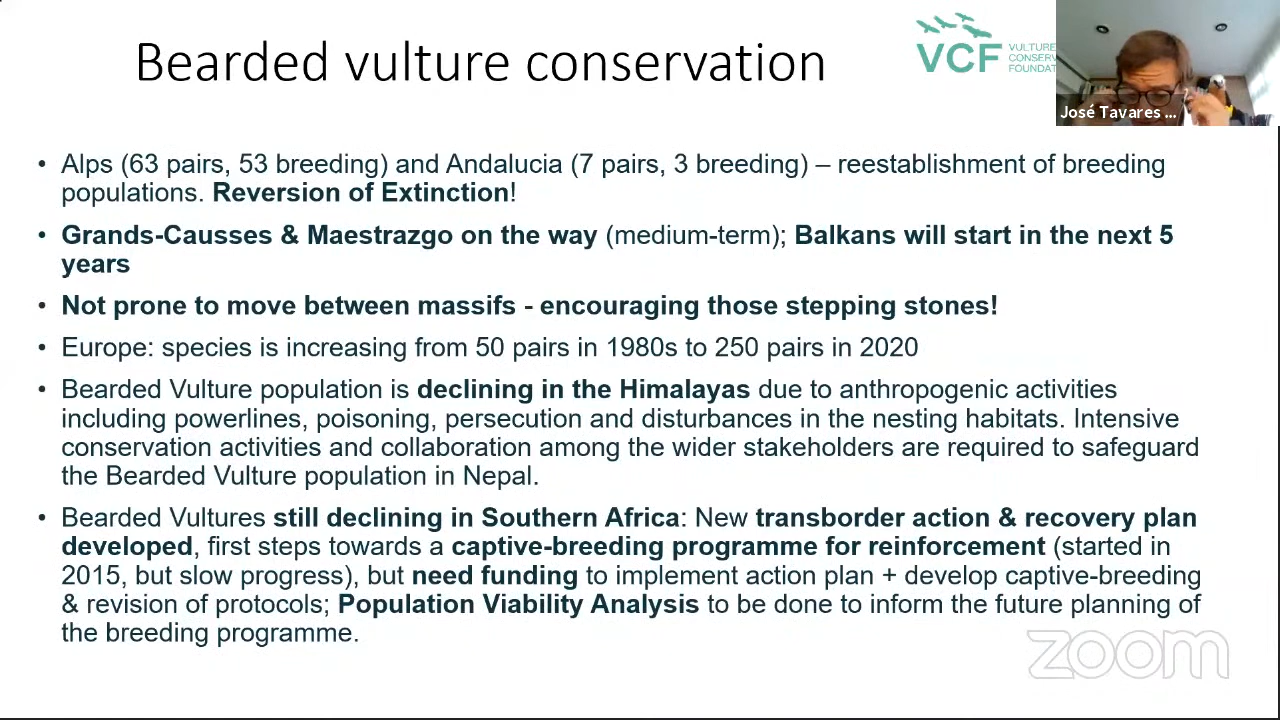 Bearded vulture conservation
VCF
VULTURE
CONSERV
FOUNDAT
José Tavares ...
• Alps (63 pairs, 53 breeding) and Andalucia (7 pairs, 3 breeding) – reestablishment of breeding
populations. Reversion of Extinction!
• Grands-Causses & Maestrazgo on the way (medium-term); Balkans will start in the next 5
years
• Not prone to move between massifs - encouraging those stepping stones!
• Europe: species is increasing from 50 pairs in 1980s to 250 pairs in 2020
• Bearded Vulture population is declining in the Himalayas due to anthropogenic activities
including powerlines, poisoning, persecution and disturbances in the nesting habitats. Intensive
conservation activities and collaboration among the wider stakeholders are required to safeguard
the Bearded Vulture population in Nepal.
• Bearded Vultures still declining in Southern Africa: New transborder action & recovery plan
developed, first steps towards a captive-breeding programme for reinforcement (started in
2015, but slow progress), but need funding to implement action plan + develop captive-breeding
& revision of protocols; Population Viability Analysis to be done to inform the future planning of
the breeding programme.
zoom